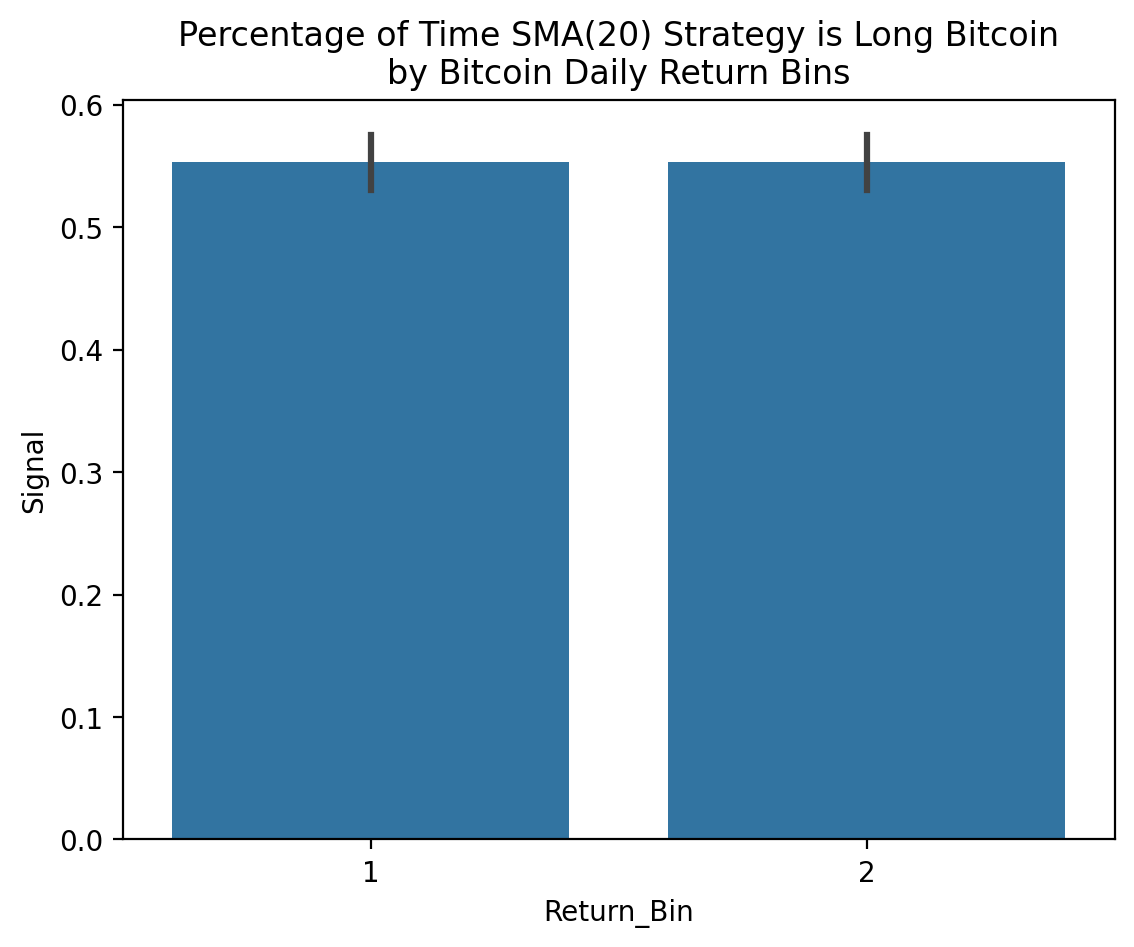 Percentage of Time SMA(20) Strategy is Long Bitcoin
by Bitcoin Daily Return Bins
0.6
0.5
0.4
0.3
0.2
0.1
0.0
Signal
1 2
Return_Bin